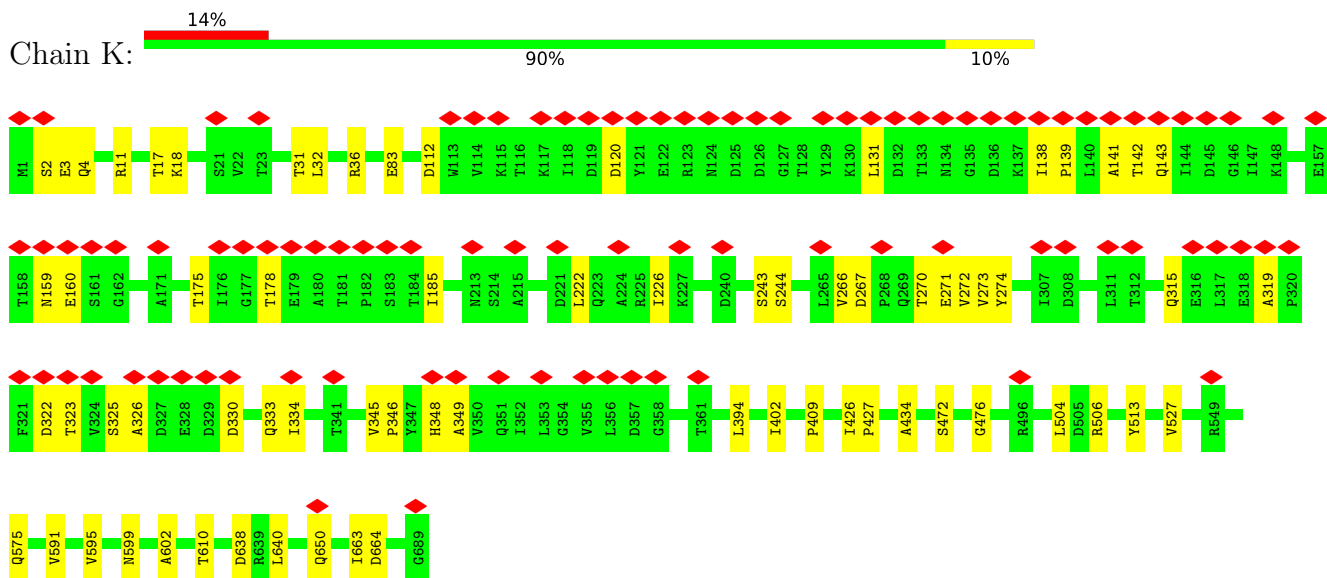 14%
Chain K:
90% 10%
M1 S2 E3 Q4 R11 T17 K18 S21 V22 T23 T31 L32 R36 E83 D112 W113 V114 K115 T116 K117 I118 D119 D120 Y121 E122 R123 N124 D125 D126 G127 T128 Y129 K130 L131 D132 T133 N134 G135 D136 K137 I138 P139 L140 A141 T142 Q143 I144 D145 G146 I147 K148 E157
T158 N159 E160 S161 G162 A171 T175 I176 G177 T178 E179 A180 T181 P182 S183 T184 I185 N213 S214 A215 D221 L222 Q223 A224 R225 I226 K227 D240 S243 S244 L265 V266 D267 P268 Q269 T270 E271 V272 V273 Y274 I307 D308 L311 T312 Q315 E316 L317 E318 A319 P320
F321 D322 T323 V324 S325 A326 D327 E328 D329 D330 Q333 I334 T341 V345 P346 Y347 H348 A349 V350 Q351 I352 L353 G354 V355 L356 D357 G358 T361 L394 I402 P409 I426 P427 A434 S472 G476 R496 L504 D505 R506 Y513 V527 R549
Q575 V591 V595 N599 A602 T610 D638 R639 L640 Q650 I663 D664 G689